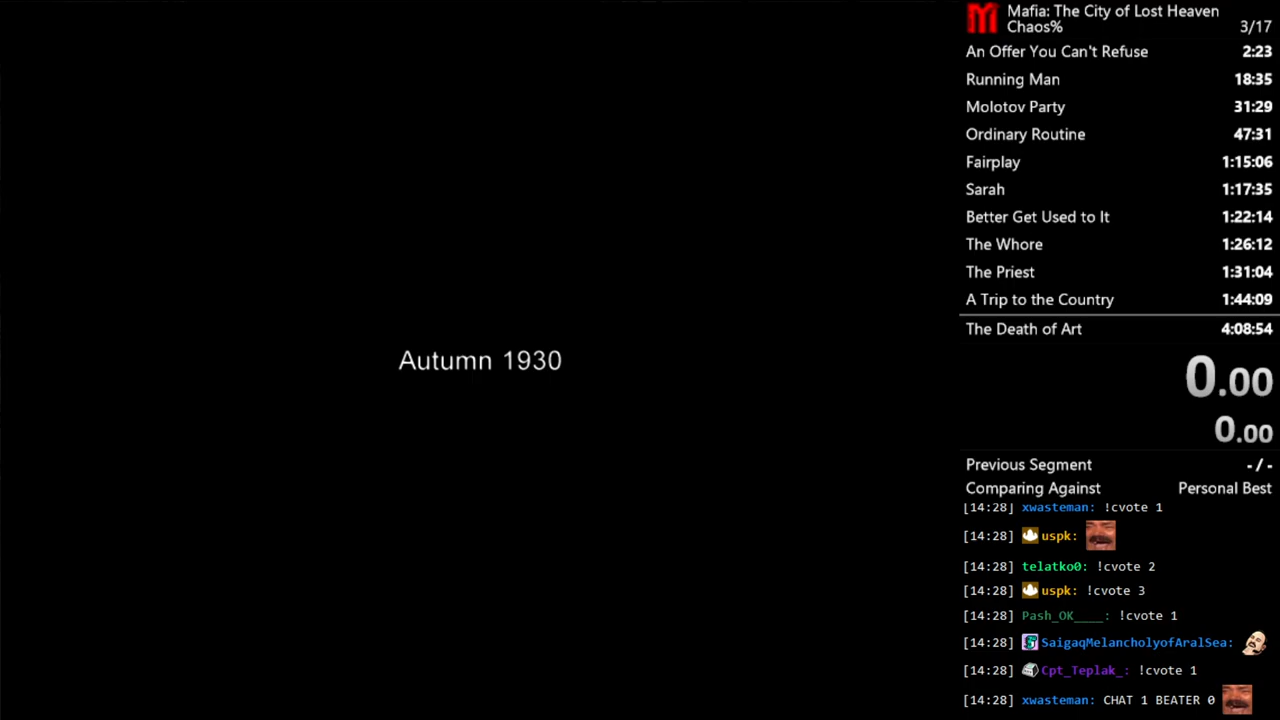 Mafia: The City of Lost Heaven
Chaos% 3/17
An Offer You Can't Refuse 2:23
Running Man 18:35
Molotov Party 31:29
Ordinary Routine 47:31
Fairplay 1:15:06
Sarah 1:17:35
Better Get Used to It 1:22:14
The Whore 1:26:12
The Priest 1:31:04
A Trip to the Country 1:44:09
The Death of Art 4:08:54
Autumn 1930
0.00
0.00
Previous Segment - / -
Comparing Against Personal Best
[14:28] xwasteman: !cvote 1
[14:28] uspk:
[14:28] telatko0: !cvote 2
[14:28] uspk: !cvote 3
[14:28] Pash_OK____: !cvote 1
[14:28] SaigaqMelancholyofAralSea:
[14:28] Cpt_Teplak_: !cvote 1
[14:28] xwasteman: CHAT 1 BEATER 0